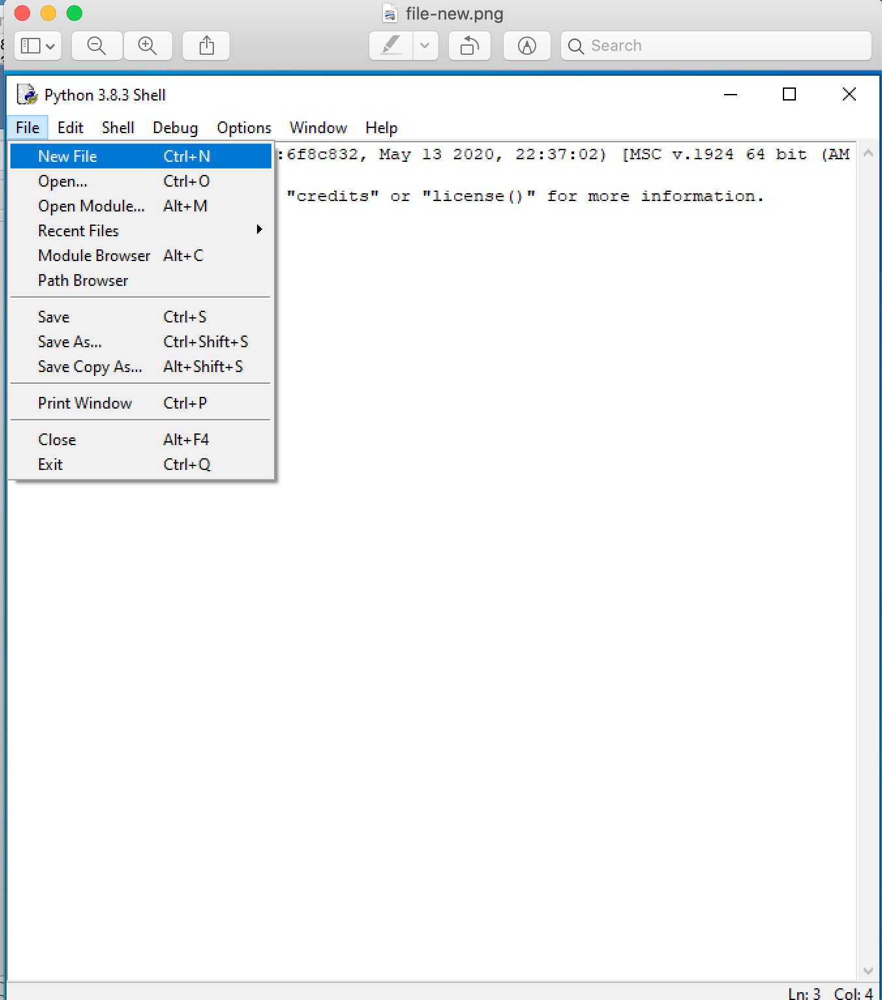 file-new.png
Search
Python 3.8.3 Shell
File Edit Shell Debug Options Window Help
New File Ctrl+N
:6f8c832, May 13 2020, 22:37:02) [MSC v.1924 64 bit (AM
Open... Ctrl+O
"credits" or "license()" for more information.
Open Module... Alt+M
Recent Files
Module Browser Alt+C
Path Browser
Save Ctrl+S
Save As... Ctrl+Shift+S
Save Copy As... Alt+Shift+S
Print Window Ctrl+P
Close Alt+F4
Exit Ctrl+Q
Ln: 3 Col: 4